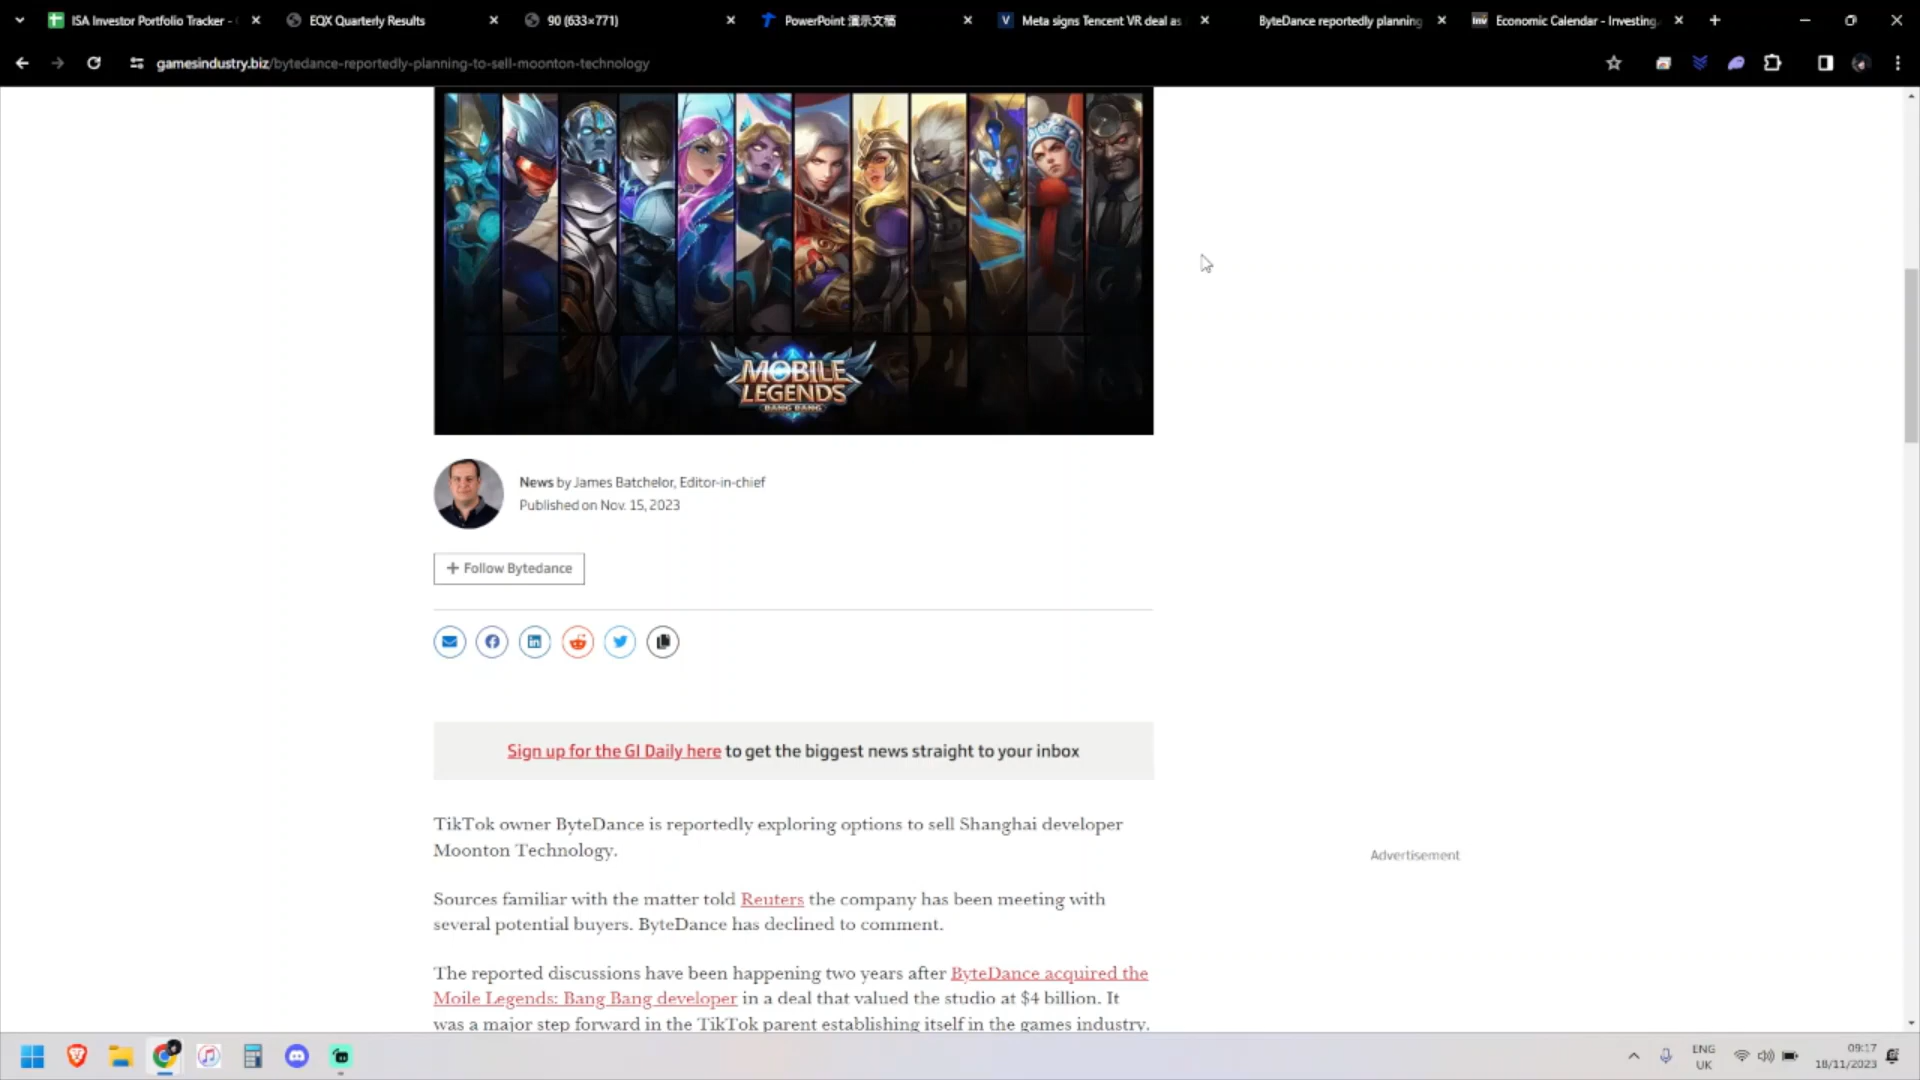 ISA Investor Portfolio Tracker -
EQX Quarterly Results
90 (633×771)
PowerPoint 演示文稿
Meta signs Tencent VR deal as
ByteDance reportedly planning
Economic Calendar - Investing
gamesindustry.biz/bytedance-reportedly-planning-to-sell-moonton-technology
MOBILE
LEGENDS
BANG BANG
News by James Batchelor, Editor-in-chief
Published on Nov. 15, 2023
+ Follow Bytedance
Sign up for the GI Daily here to get the biggest news straight to your inbox
TikTok owner ByteDance is reportedly exploring options to sell Shanghai developer
Moonton Technology.
Advertisement
Sources familiar with the matter told Reuters the company has been meeting with
several potential buyers. ByteDance has declined to comment.
The reported discussions have been happening two years after ByteDance acquired the
Moile Legends: Bang Bang developer in a deal that valued the studio at $4 billion. It
was a major step forward in the TikTok parent establishing itself in the games industry.
ENG
UK
09:17
18/11/2023